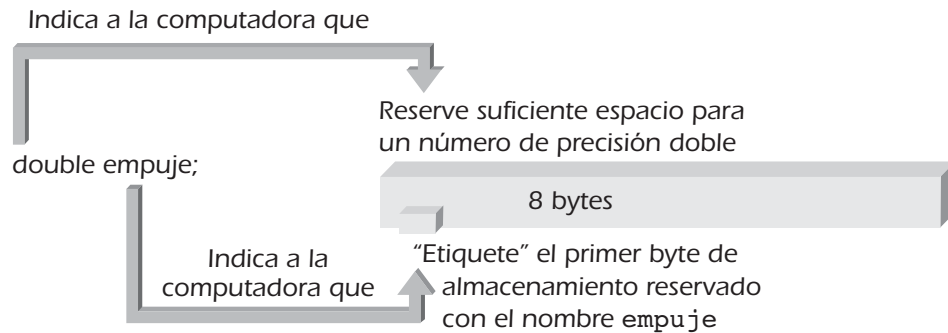 Indica a la computadora que
Reserve suficiente espacio para
un número de precisión doble
double empuje;
8 bytes
Indica a la
computadora que
“Etiquete” el primer byte de
almacenamiento reservado
con el nombre empuje